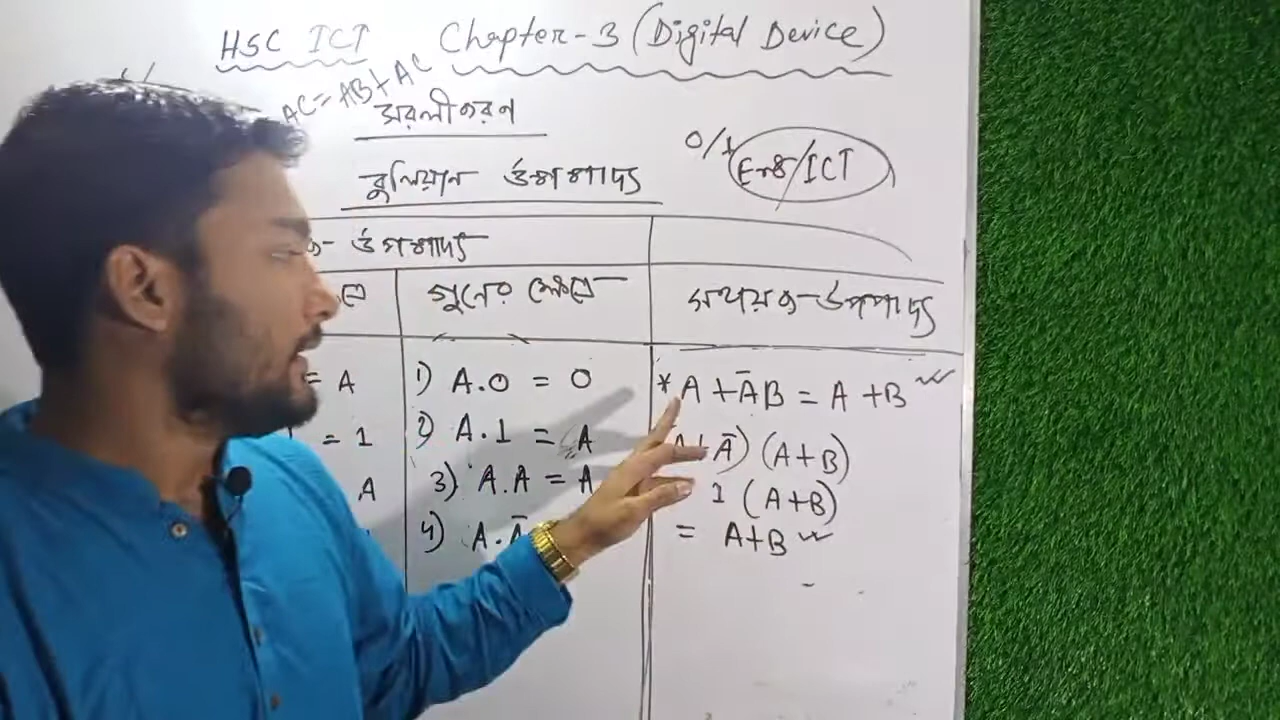 HSC ICT Chapter-3 (Digital Device)
AC = AB + AC
সরলীকরণ
0/1 Eng/ICT
বুলিয়ান উপপাদ্য
উপপাদ্য
গুনের ক্ষেত্রে
সহায়ক-উপপাদ্য
= A
1) A.0 = 0
* A + A̅B = A + B
= 1
2) A.1 = A
A̅) (A+B)
A
3) A.A = A
1 (A+B)
4) A.A̅
= A+B